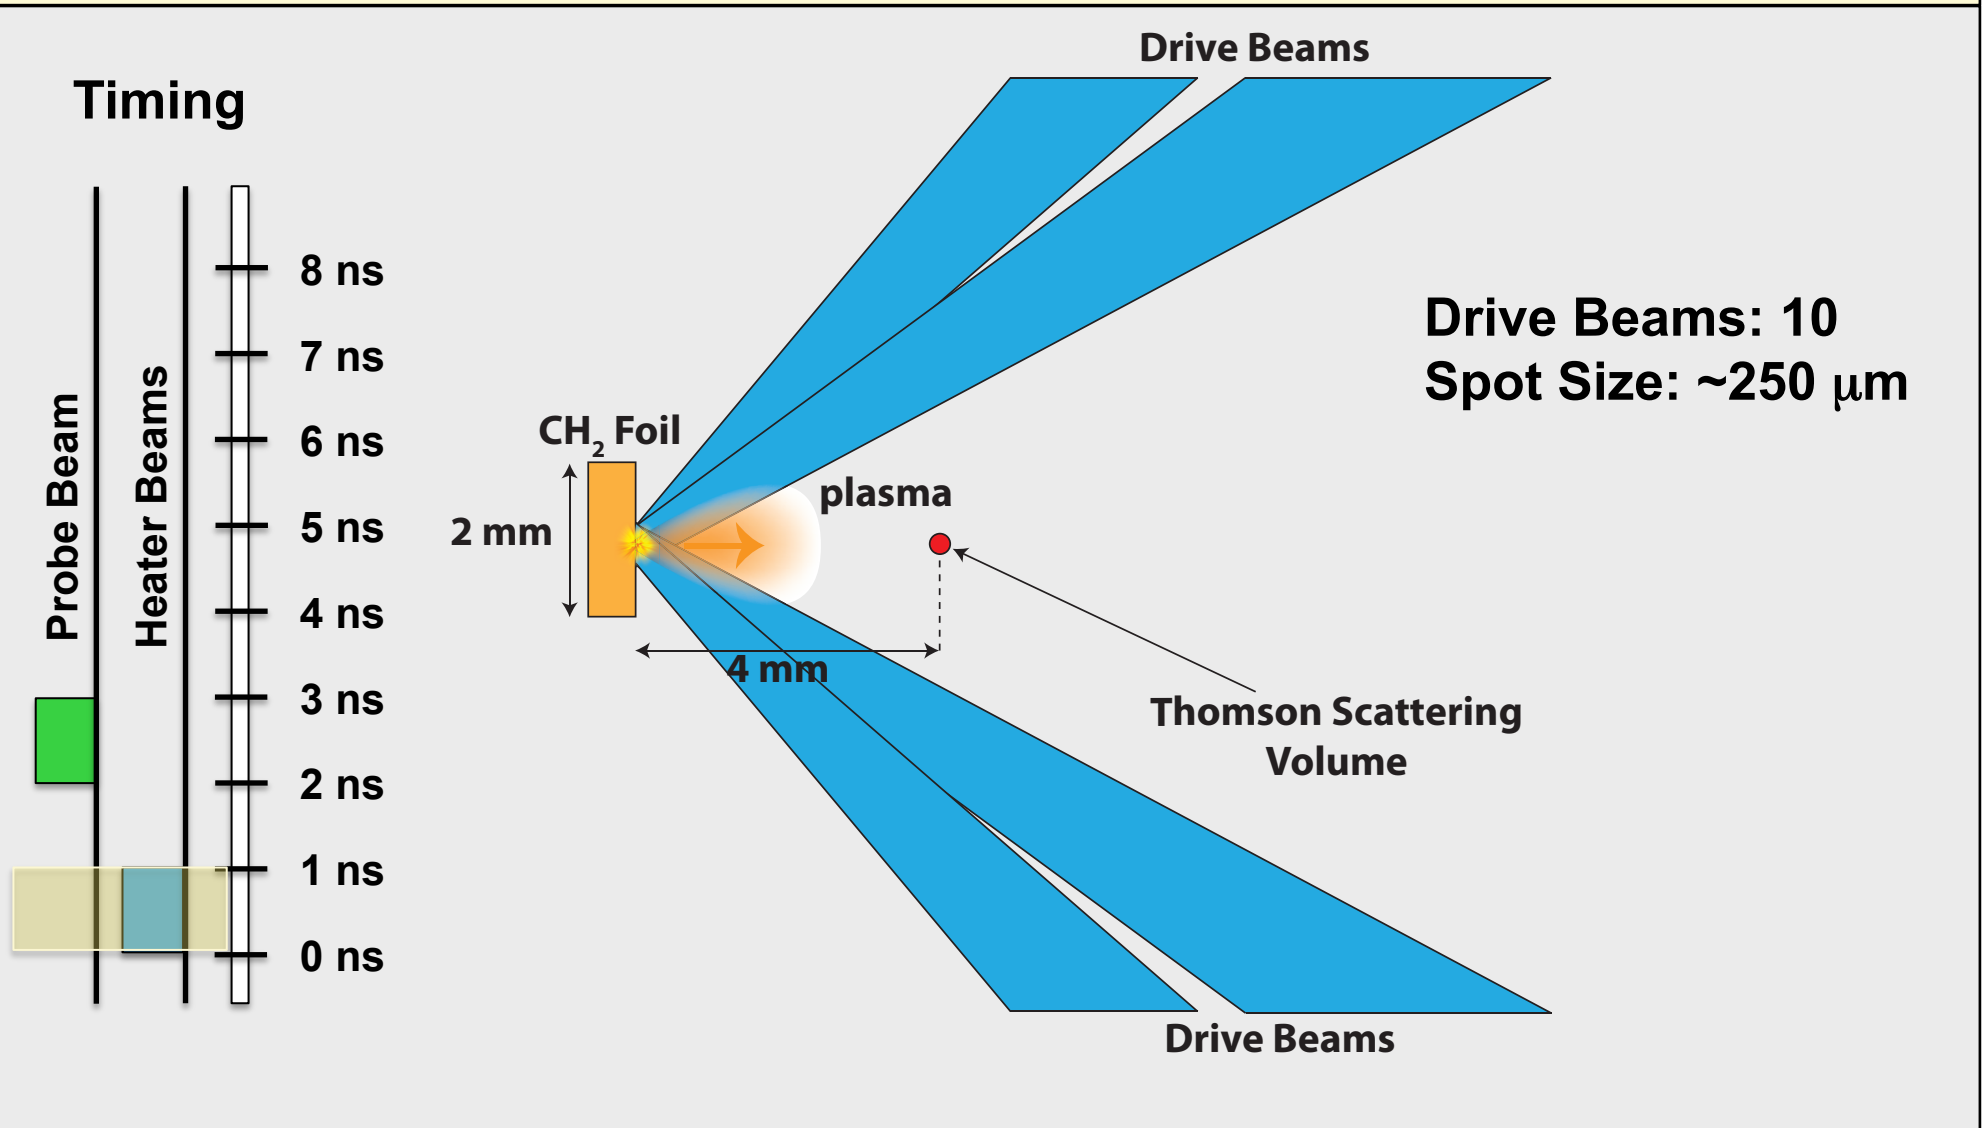 Timing
Probe Beam
Heater Beams
8 ns
7 ns
6 ns
5 ns
4 ns
3 ns
2 ns
1 ns
0 ns
Drive Beams
Drive Beams: 10
Spot Size: ~250 μm
CH₂ Foil
2 mm
plasma
4 mm
Thomson Scattering
Volume
Drive Beams